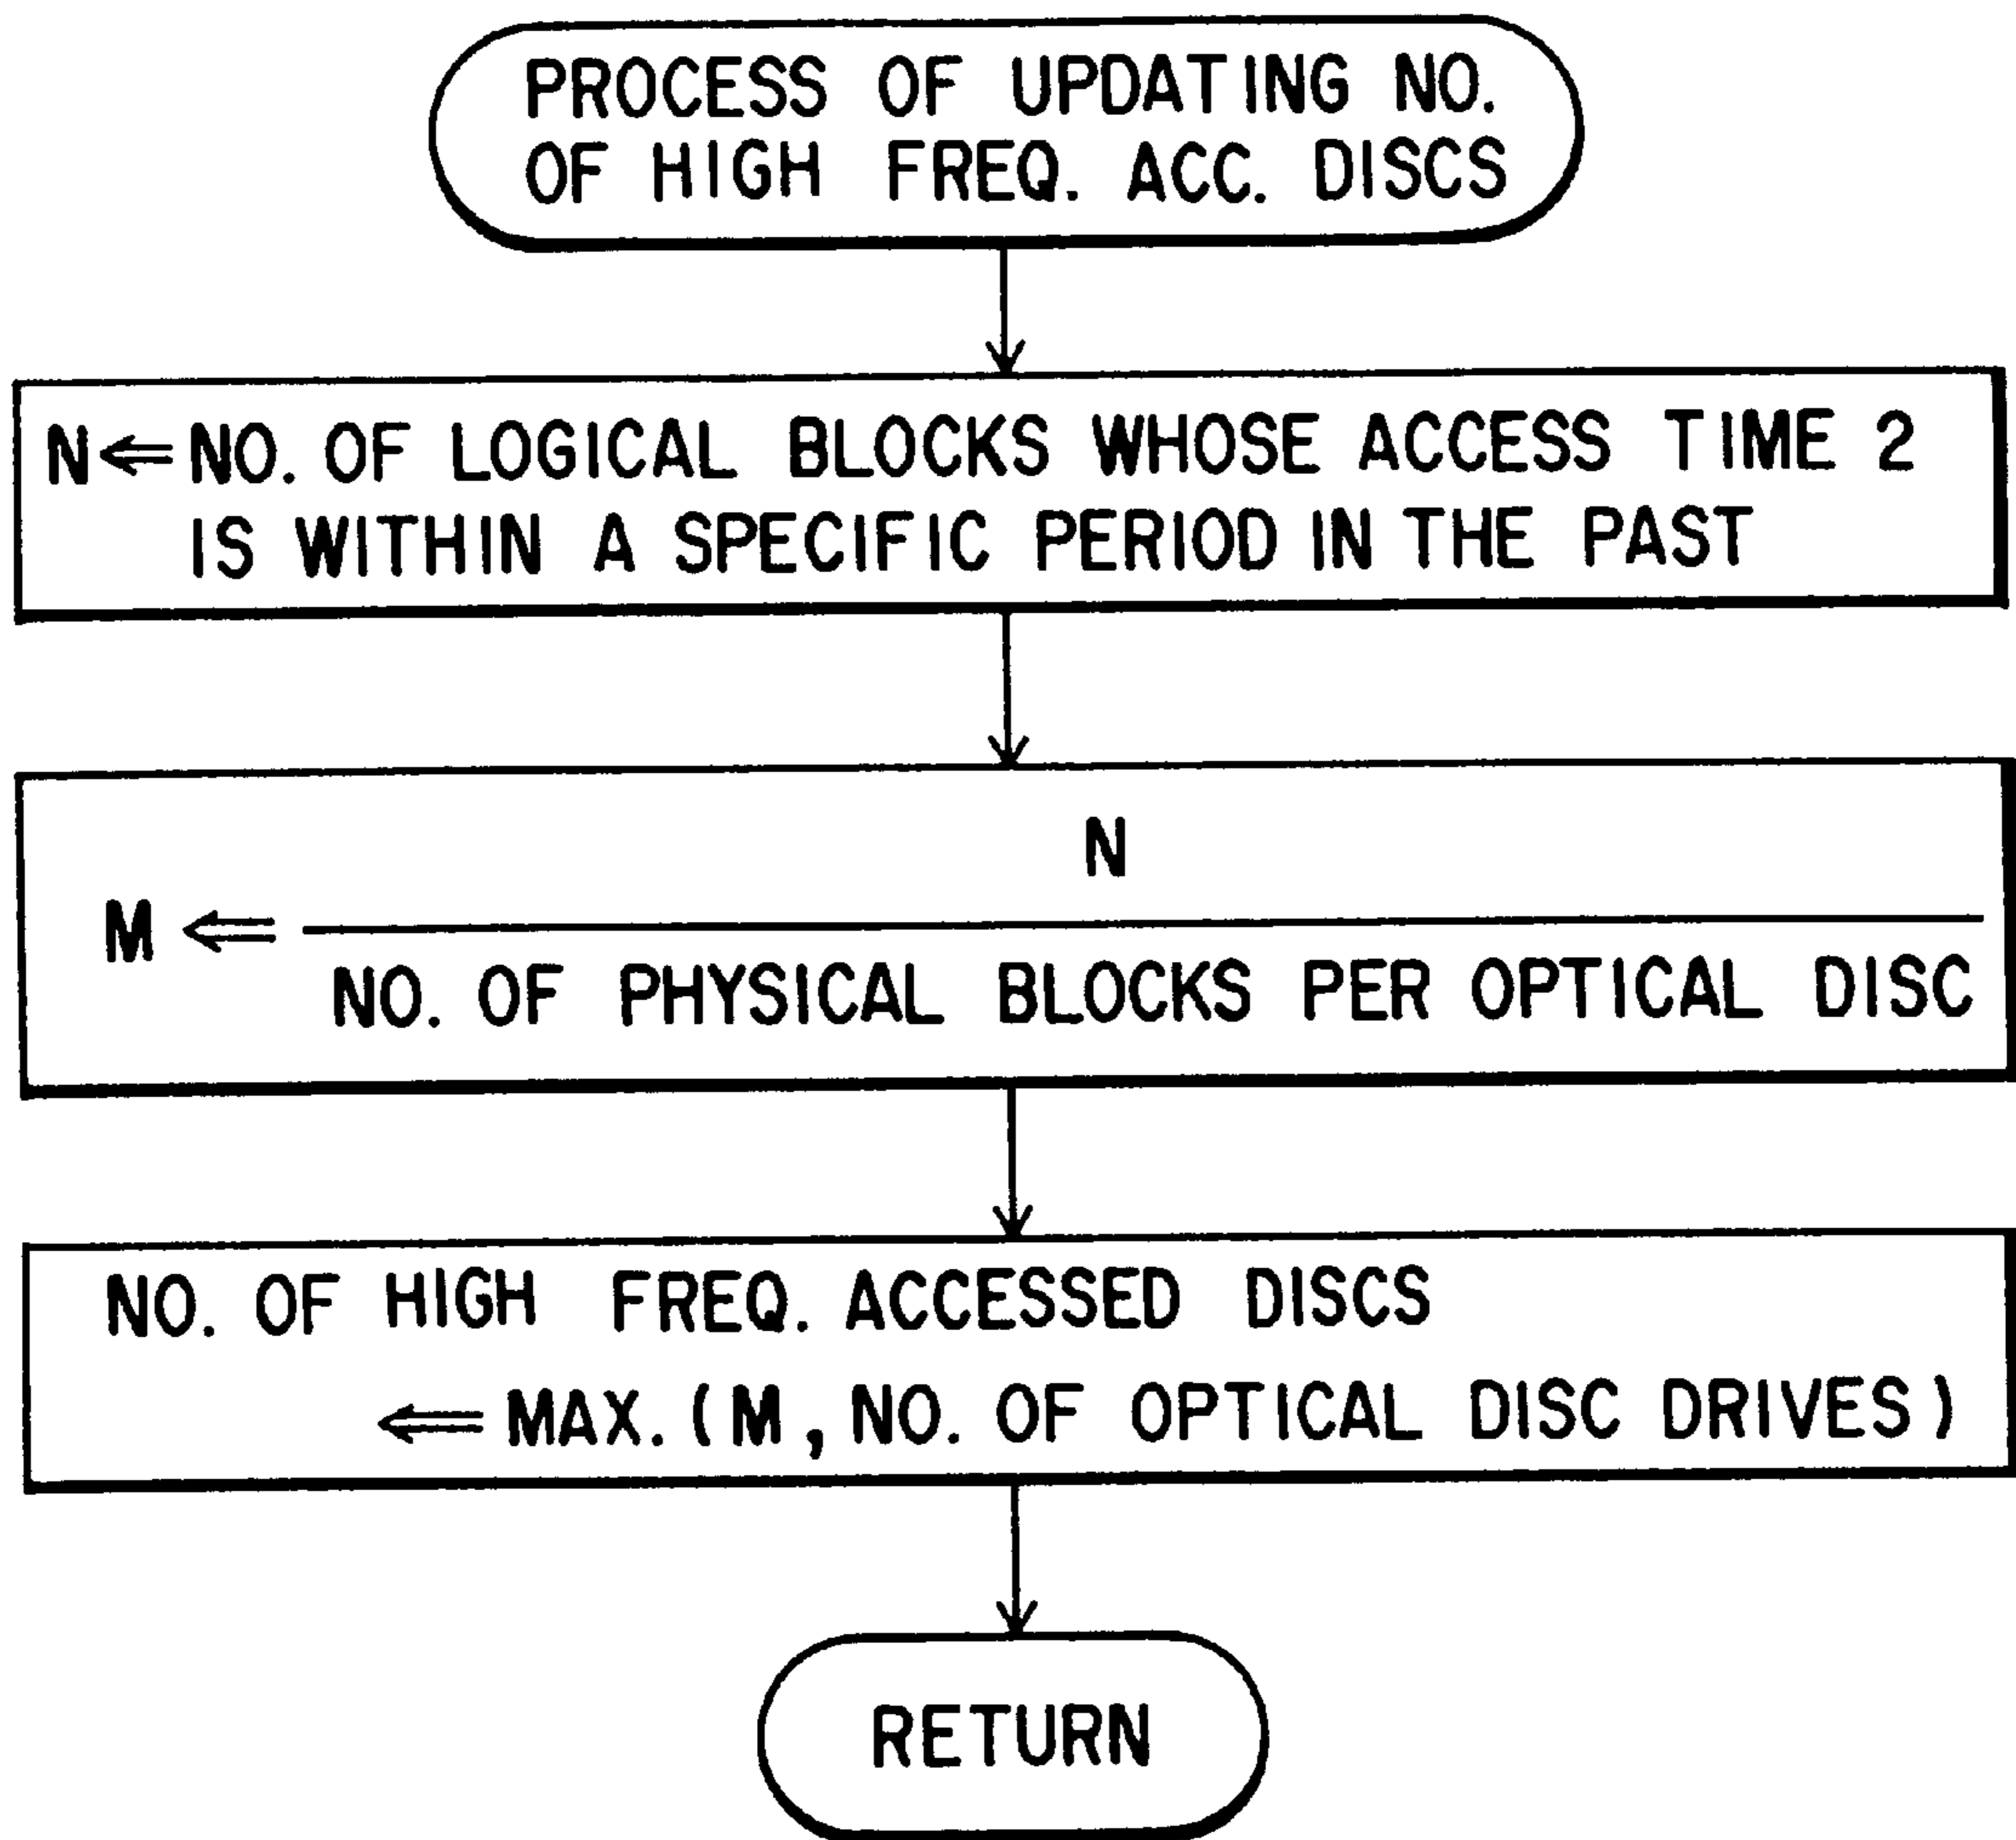 PROCESS OF UPDATING NO.
OF HIGH FREQ. ACC. DISCS
N ⇐ NO. OF LOGICAL BLOCKS WHOSE ACCESS TIME 2
IS WITHIN A SPECIFIC PERIOD IN THE PAST
N
M ⇐
NO. OF PHYSICAL BLOCKS PER OPTICAL DISC
NO. OF HIGH FREQ. ACCESSED DISCS
⇐ MAX. (M, NO. OF OPTICAL DISC DRIVES)
RETURN